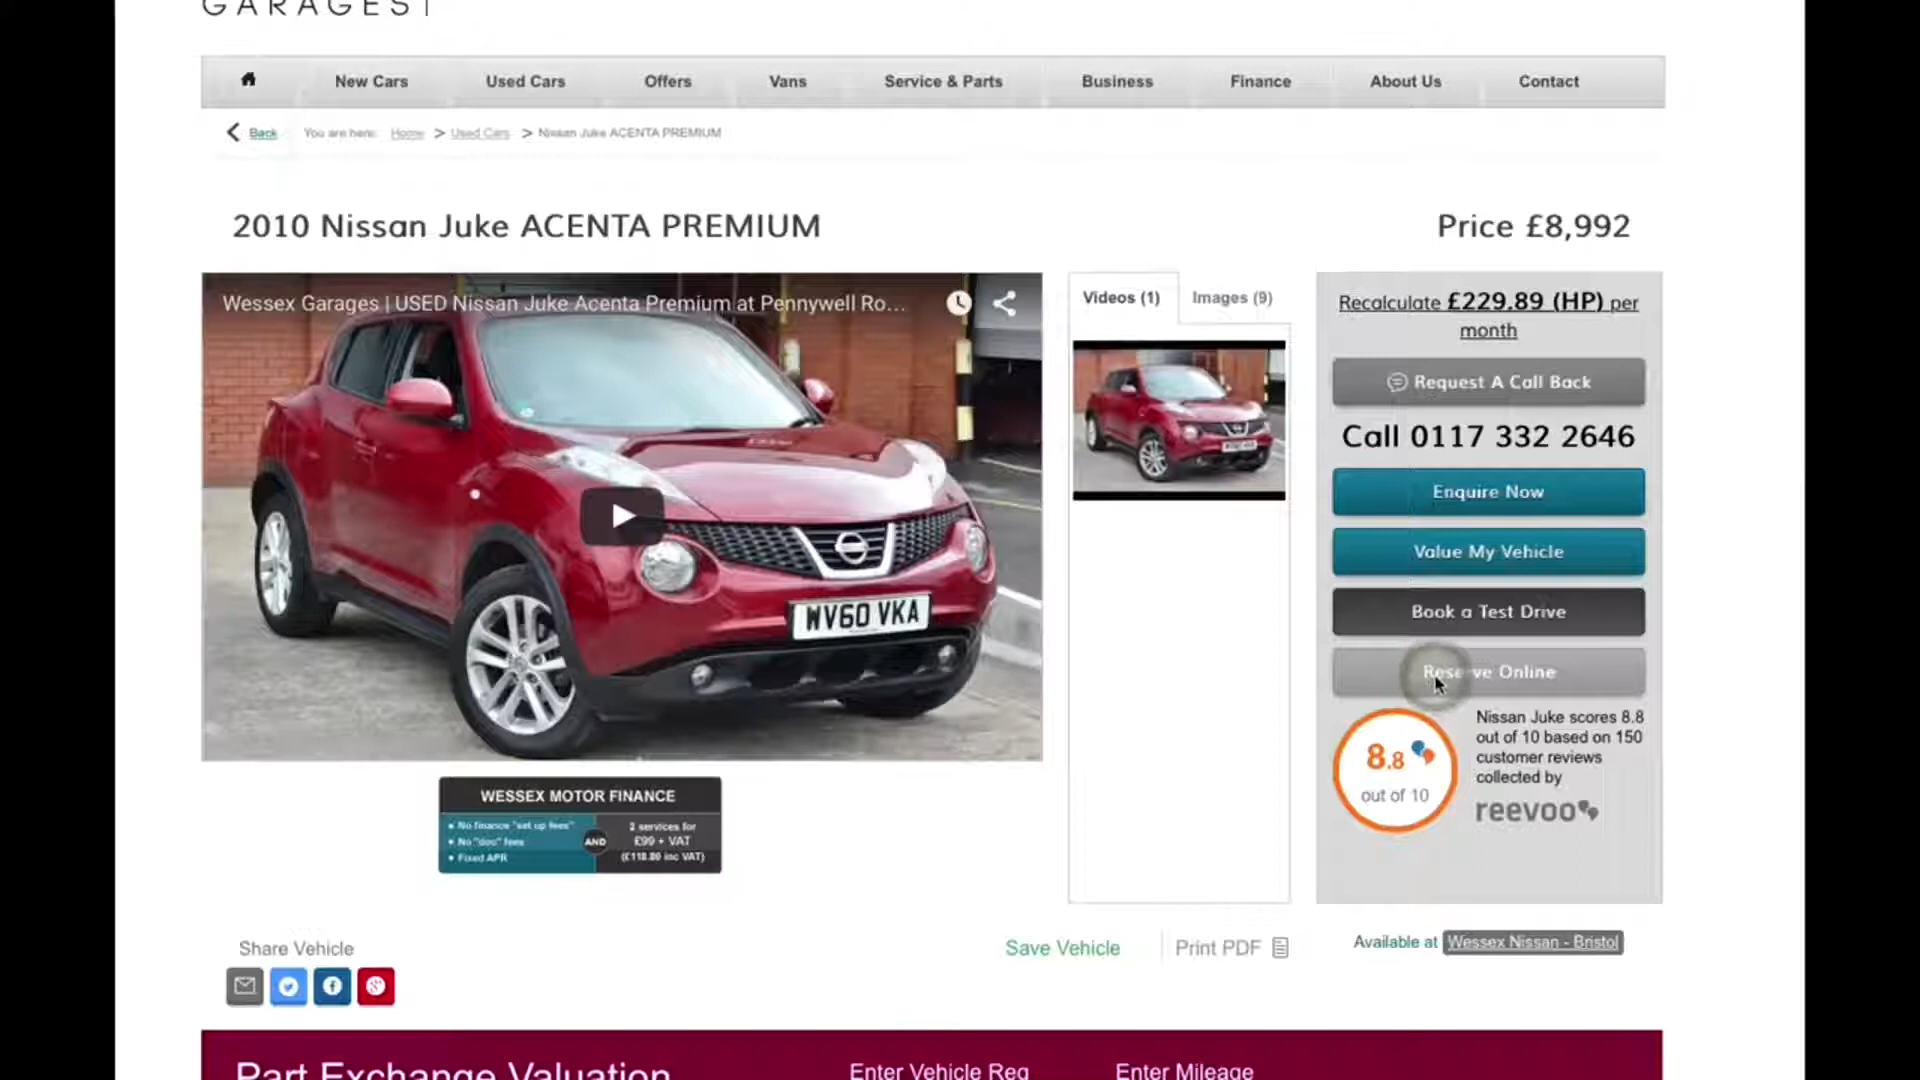 GARAGES
New Cars Used Cars Offers Vans Service & Parts Business Finance About Us Contact
Back You are here: Home > Used Cars > Nissan Juke ACENTA PREMIUM
2010 Nissan Juke ACENTA PREMIUM
Price £8,992
Wessex Garages | USED Nissan Juke Acenta Premium at Pennywell Ro...
WV60 VKA
Videos (1) Images (9)
Recalculate £229.89 (HP) per
month
Request A Call Back
Call 0117 332 2646
Enquire Now
Value My Vehicle
Book a Test Drive
Reserve Online
8.8
out of 10
Nissan Juke scores 8.8
out of 10 based on 150
customer reviews
collected by
reevoo
WESSEX MOTOR FINANCE
• No finance "set up fees"
• No "doc" fees
• Fixed APR
AND
2 services for
£99 + VAT
(£118.80 inc VAT)
Share Vehicle
Save Vehicle
Print PDF
Available at Wessex Nissan - Bristol
Part Exchange Valuation
Enter Vehicle Reg
Enter Mileage